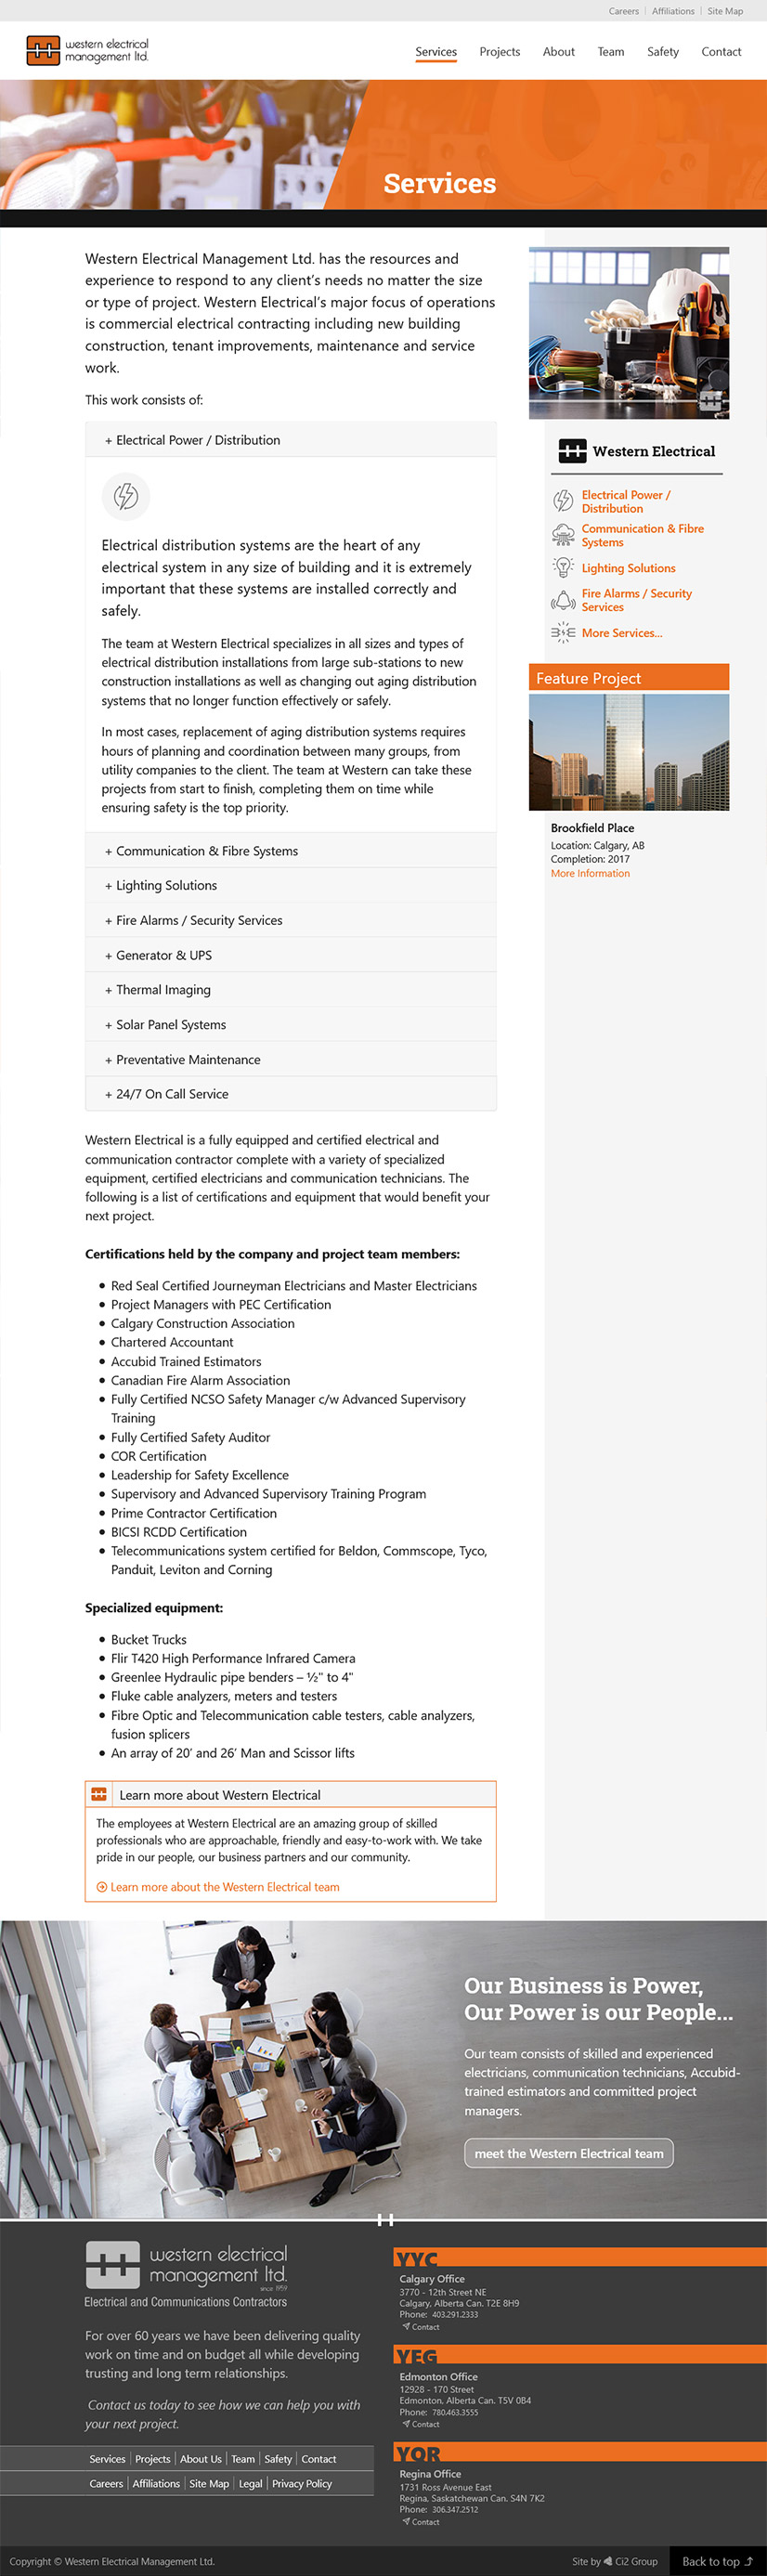 Careers | Affiliations | Site Map
western electrical
management ltd.
Services Projects About Team Safety Contact
Services
Western Electrical Management Ltd. has the resources and
experience to respond to any client's needs no matter the size
or type of project. Western Electrical's major focus of operations
is commercial electrical contracting including new building
construction, tenant improvements, maintenance and service
work.
This work consists of:
+ Electrical Power / Distribution
Electrical distribution systems are the heart of any
electrical system in any size of building and it is extremely
important that these systems are installed correctly and
safely.
The team at Western Electrical specializes in all sizes and types of
electrical distribution installations from large sub-stations to new
construction installations as well as changing out aging distribution
systems that no longer function effectively or safely.
In most cases, replacement of aging distribution systems requires
hours of planning and coordination between many groups, from
utility companies to the client. The team at Western can take these
projects from start to finish, completing them on time while
ensuring safety is the top priority.
+ Communication & Fibre Systems
+ Lighting Solutions
+ Fire Alarms / Security Services
+ Generator & UPS
+ Thermal Imaging
+ Solar Panel Systems
+ Preventative Maintenance
+ 24/7 On Call Service
Western Electrical is a fully equipped and certified electrical and
communication contractor complete with a variety of specialized
equipment, certified electricians and communication technicians. The
following is a list of certifications and equipment that would benefit your
next project.
Certifications held by the company and project team members:
• Red Seal Certified Journeyman Electricians and Master Electricians
• Project Managers with PEC Certification
• Calgary Construction Association
• Chartered Accountant
• Accubid Trained Estimators
• Canadian Fire Alarm Association
• Fully Certified NCSO Safety Manager c/w Advanced Supervisory
Training
• Fully Certified Safety Auditor
• COR Certification
• Leadership for Safety Excellence
• Supervisory and Advanced Supervisory Training Program
• Prime Contractor Certification
• BICSI RCDD Certification
• Telecommunications system certified for Beldon, Commscope, Tyco,
Panduit, Leviton and Corning
Specialized equipment:
• Bucket Trucks
• Flir T420 High Performance Infrared Camera
• Greenlee Hydraulic pipe benders – ½" to 4"
• Fluke cable analyzers, meters and testers
• Fibre Optic and Telecommunication cable testers, cable analyzers,
fusion splicers
• An array of 20' and 26' Man and Scissor lifts
Learn more about Western Electrical
The employees at Western Electrical are an amazing group of skilled
professionals who are approachable, friendly and easy-to-work with. We take
pride in our people, our business partners and our community.
Learn more about the Western Electrical team
Western Electrical
Electrical Power /
Distribution
Communication & Fibre
Systems
Lighting Solutions
Fire Alarms / Security
Services
More Services...
Feature Project
Brookfield Place
Location: Calgary, AB
Completion: 2017
More Information
Our Business is Power,
Our Power is our People...
Our team consists of skilled and experienced
electricians, communication technicians, Accubid-
trained estimators and committed project
managers.
meet the Western Electrical team
western electrical
management ltd.
since 1959
Electrical and Communications Contractors
For over 60 years we have been delivering quality
work on time and on budget all while developing
trusting and long term relationships.
Contact us today to see how we can help you with
your next project.
Services | Projects | About Us | Team | Safety | Contact
Careers | Affiliations | Site Map | Legal | Privacy Policy
YYC
Calgary Office
3770 - 12th Street NE
Calgary, Alberta Can. T2E 8H9
Phone: 403.291.2333
Contact
YEG
Edmonton Office
12928 - 170 Street
Edmonton, Alberta Can. T5V 0B4
Phone: 780.463.3555
Contact
YQR
Regina Office
1731 Ross Avenue East
Regina, Saskatchewan Can. S4N 7K2
Phone: 306.347.2512
Contact
Copyright © Western Electrical Management Ltd.
Site by Ci2 Group
Back to top